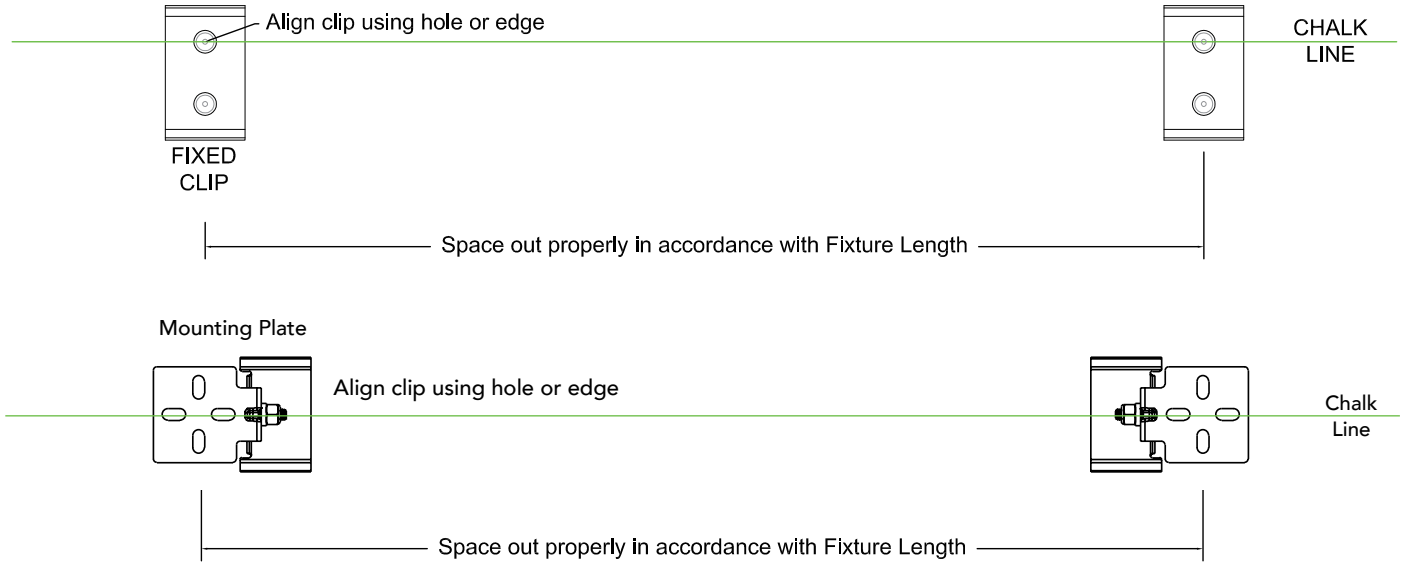 Align clip using hole or edge
CHALK
LINE
FIXED
CLIP
Space out properly in accordance with Fixture Length
Mounting Plate
Align clip using hole or edge
Chalk
Line
Space out properly in accordance with Fixture Length